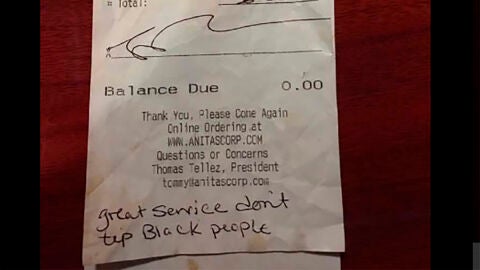 ¤ Total:
Balance Due 0.00
Thank You, Please Come Again
Online Ordering at
WWW.ANITASCORP.COM
Questions or Concerns
Thomas Tellez, President
tommy@anitascorp.com
great service don't
tip Black people